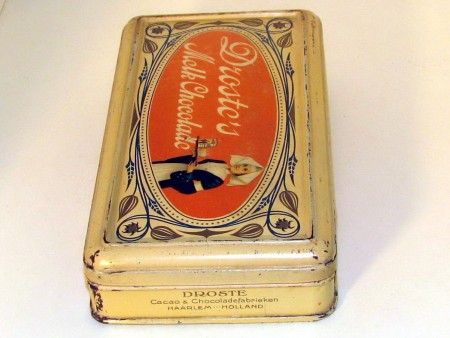 Droste's
Melk Chocolade
DROSTE
Cacao & Chocoladefabrieken
HAARLEM-HOLLAND